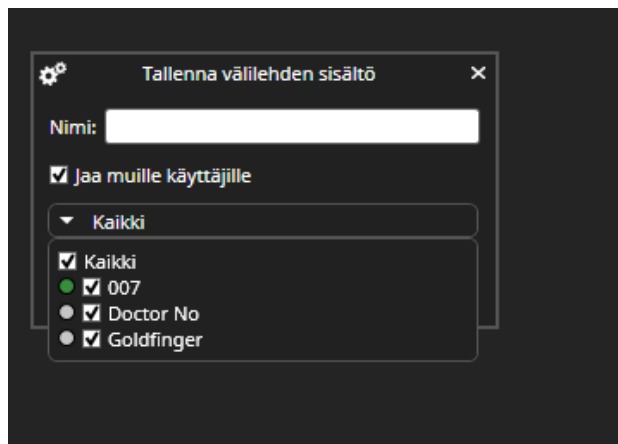 Tallenna välilehden sisältö
Nimi:
Jaa muille käyttäjille
Kaikki
Kaikki
007
Doctor No
Goldfinger